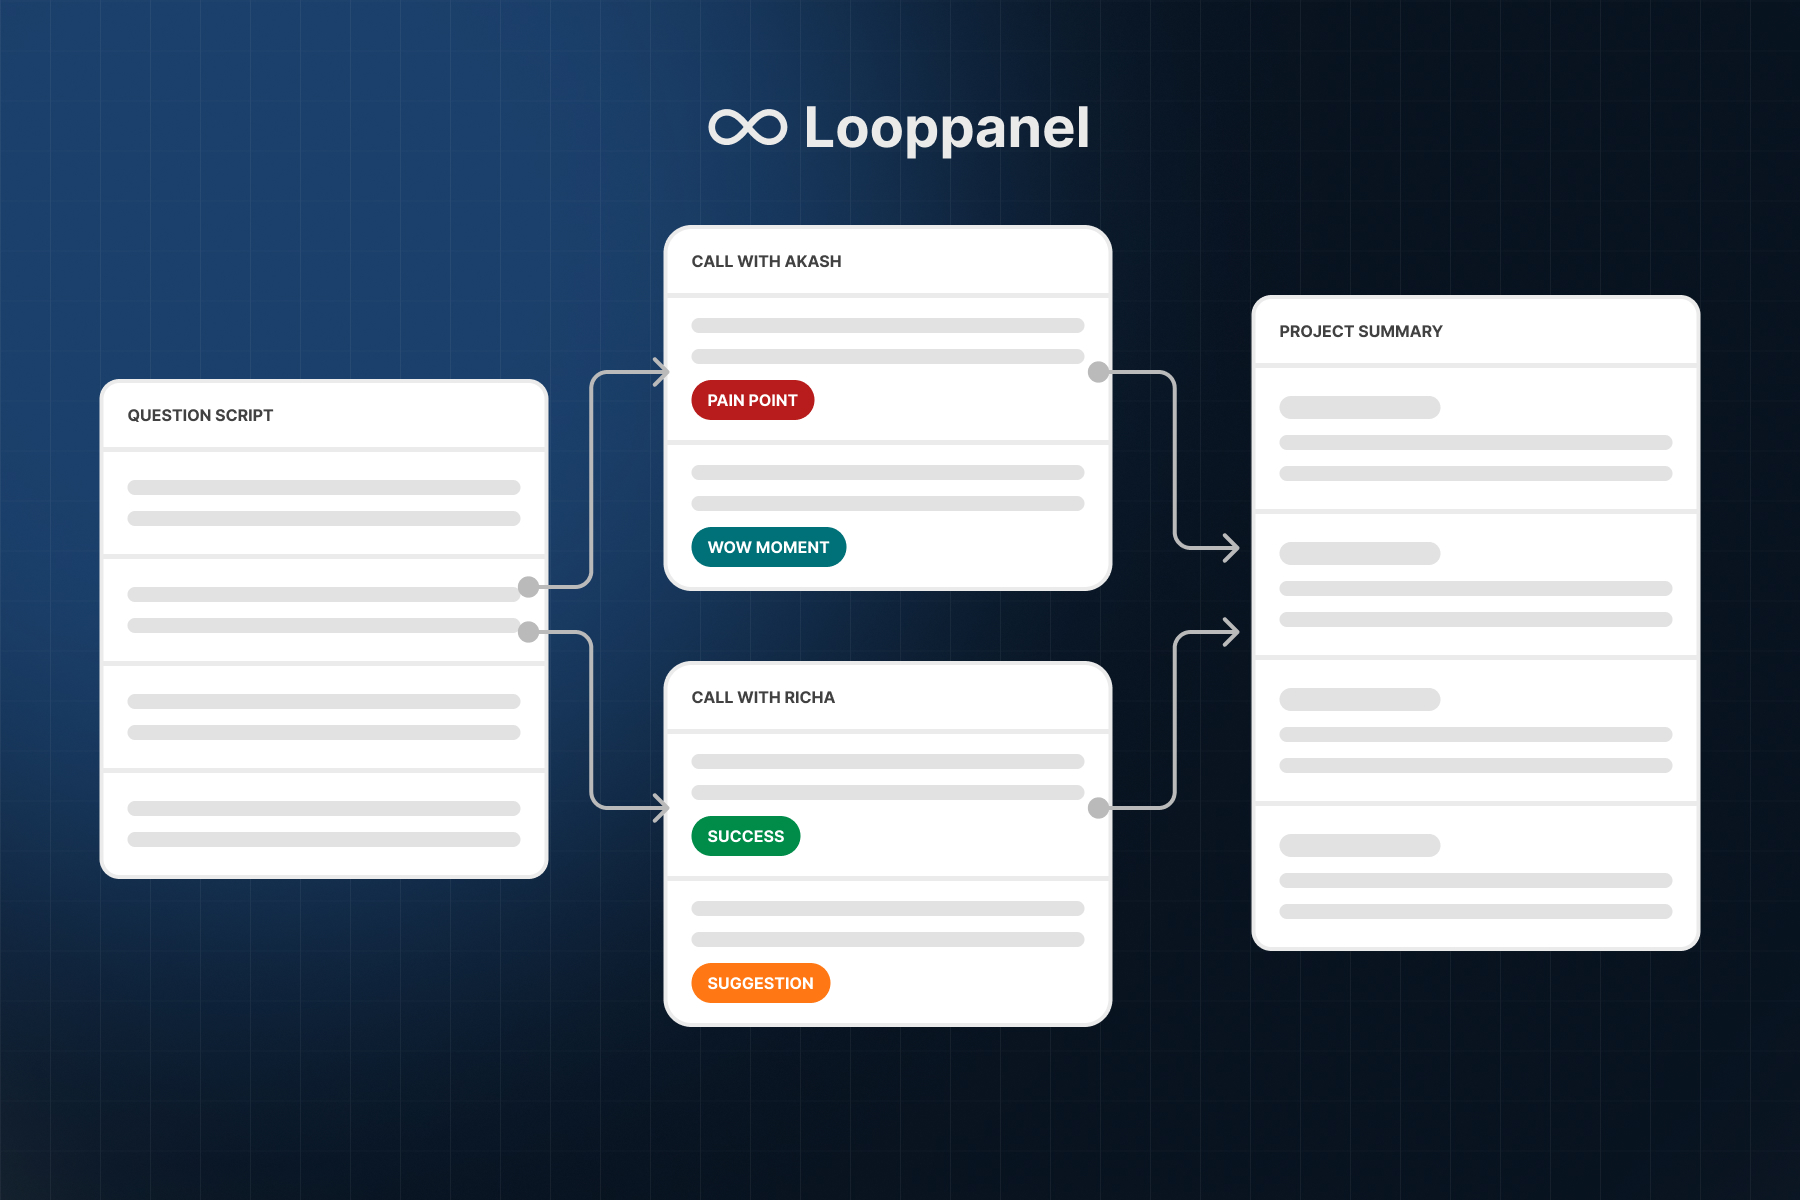 Looppanel
QUESTION SCRIPT
CALL WITH AKASH
PAIN POINT
WOW MOMENT
CALL WITH RICHA
SUCCESS
SUGGESTION
PROJECT SUMMARY